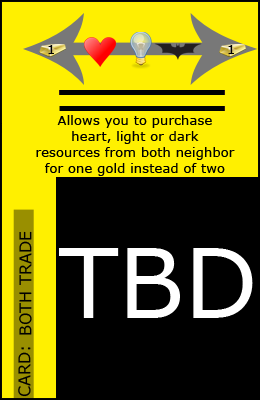 1 1
Allows you to purchase
heart, light or dark
resources from both neighbor
for one gold instead of two
TBD
CARD: BOTH TRADE